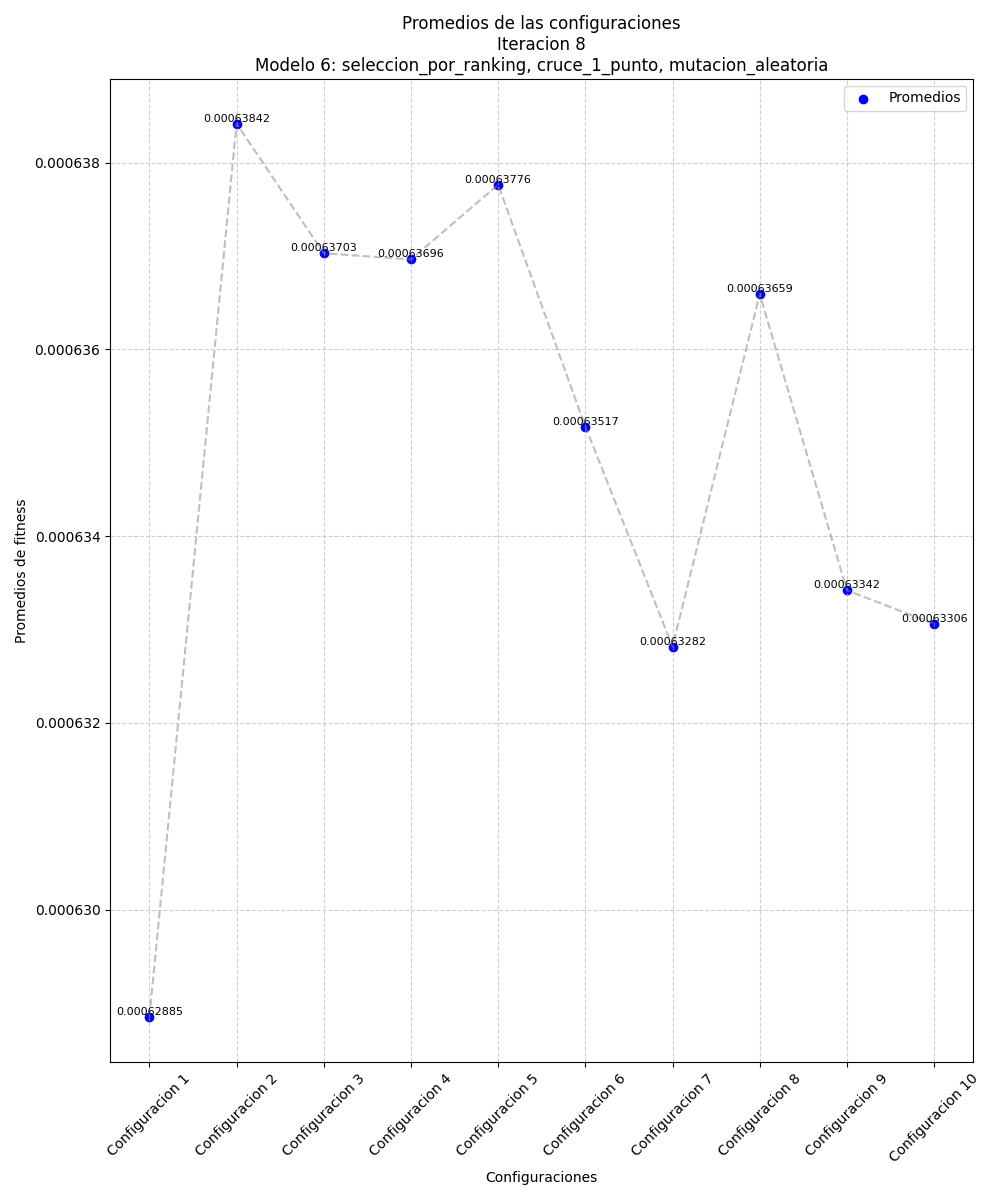 Promedios de las configuraciones
Iteracion 8
Modelo 6: seleccion_por_ranking, cruce_1_punto, mutacion_aleatoria
Promedios
0.00063842
0.00063776
0.00063703
0.00063696
0.00063659
0.00063517
0.00063342
0.00063306
0.00063282
0.00062885
0.000638
0.000636
0.000634
0.000632
0.000630
Promedios de fitness
Configuracion 1
Configuracion 2
Configuracion 3
Configuracion 4
Configuracion 5
Configuracion 6
Configuracion 7
Configuracion 8
Configuracion 9
Configuracion 10
Configuraciones